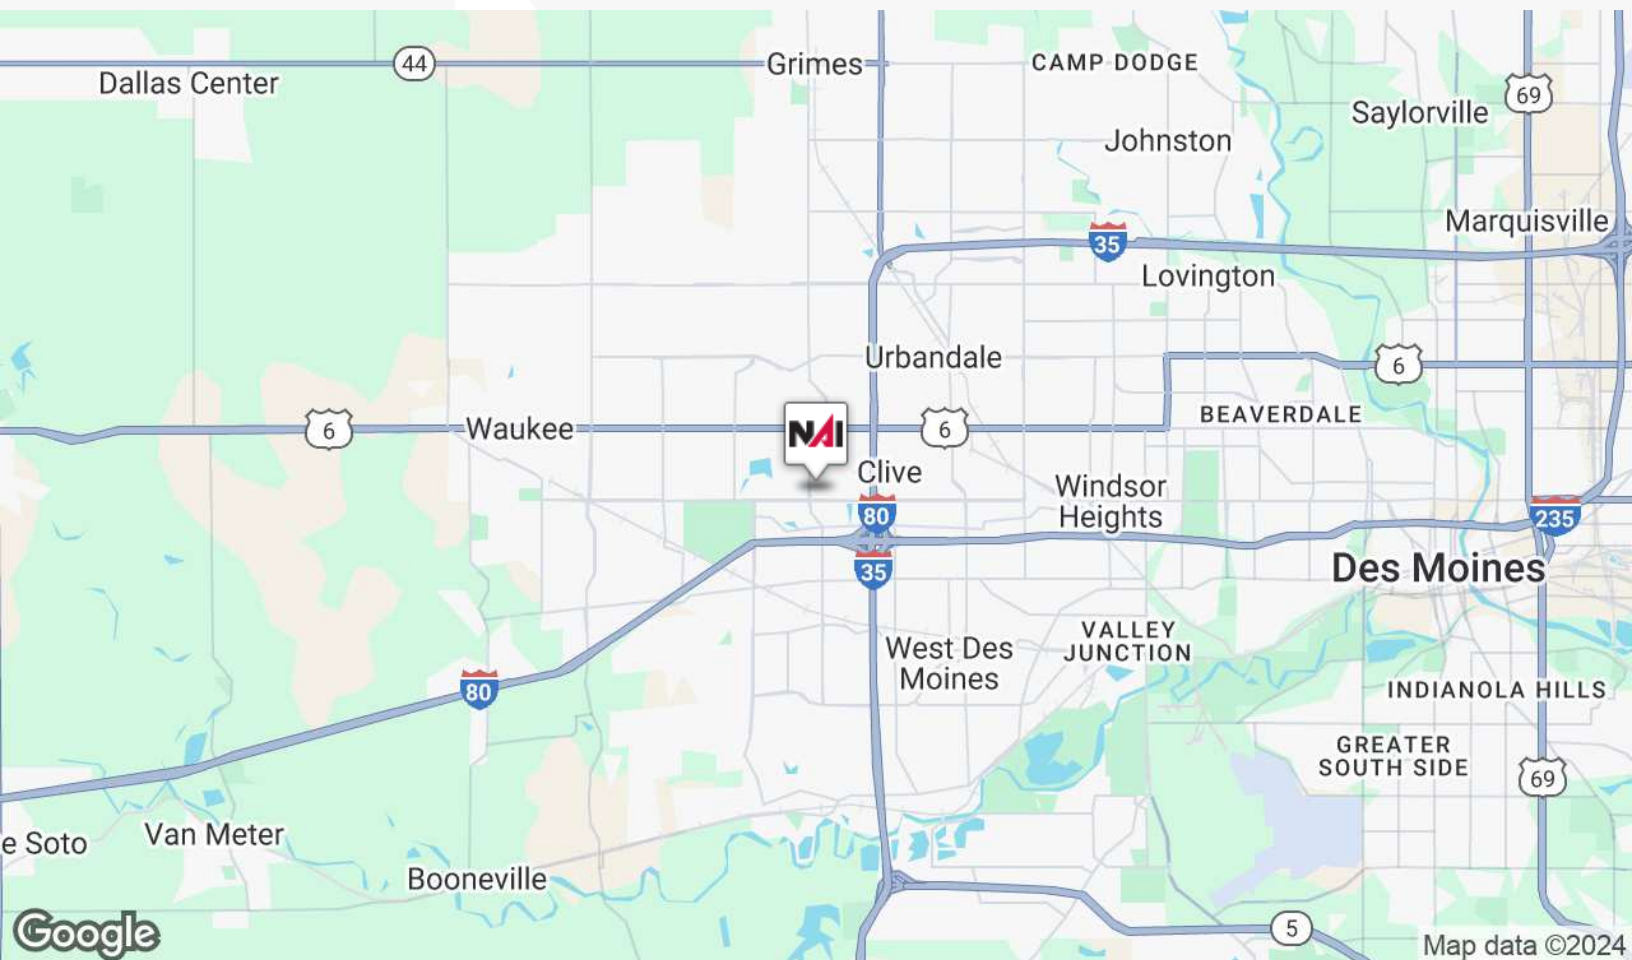 44
Grimes
CAMP DODGE
Dallas Center
69
Saylorville
Johnston
Marquisville
35
Lovington
Urbandale
6
BEAVERDALE
6
Waukee
NAI
6
Clive
80
Windsor
Heights
235
35
Des Moines
VALLEY
JUNCTION
West Des
Moines
80
INDIANOLA HILLS
GREATER
SOUTH SIDE
69
e Soto
Van Meter
Booneville
Google
5
Map data ©2024